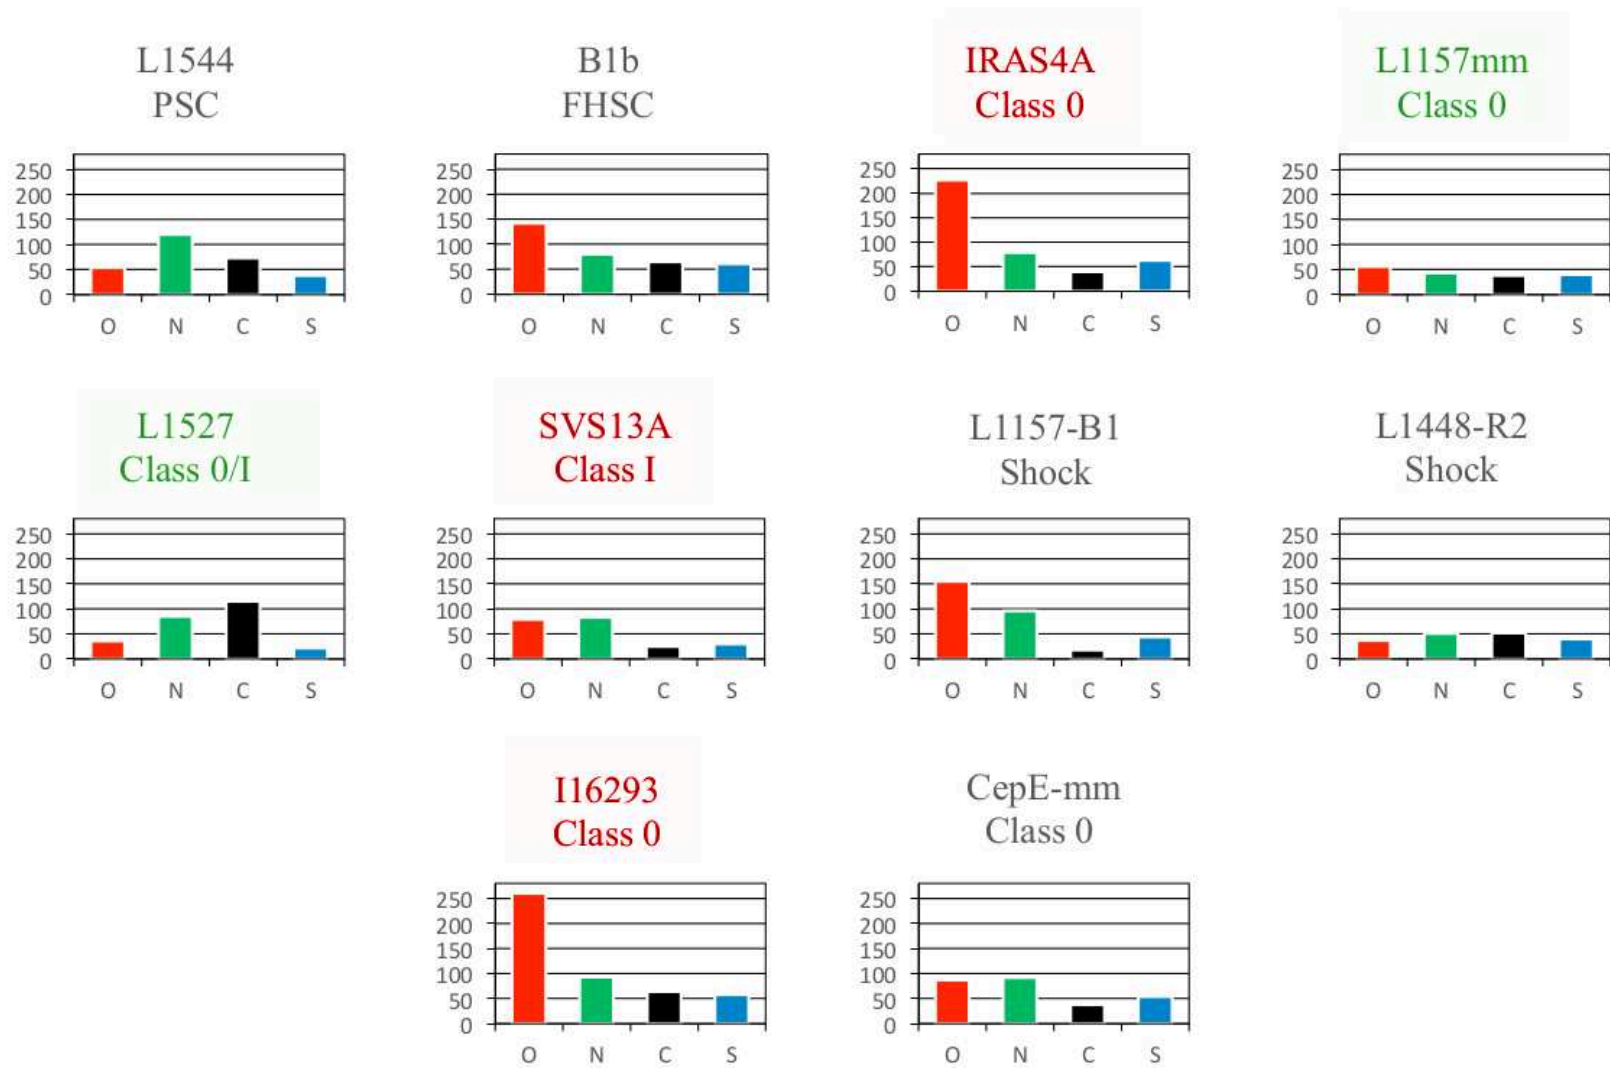 L1544
PSC
B1b
FHSC
IRAS4A
Class 0
L1157mm
Class 0
250
200
150
100
50
0
O N C S
250
200
150
100
50
0
O N C S
250
200
150
100
50
0
O N C S
250
200
150
100
50
0
O N C S
L1527
Class 0/I
SVS13A
Class I
L1157-B1
Shock
L1448-R2
Shock
250
200
150
100
50
0
O N C S
250
200
150
100
50
0
O N C S
250
200
150
100
50
0
O N C S
250
200
150
100
50
0
O N C S
I16293
Class 0
CepE-mm
Class 0
250
200
150
100
50
0
O N C S
250
200
150
100
50
0
O N C S